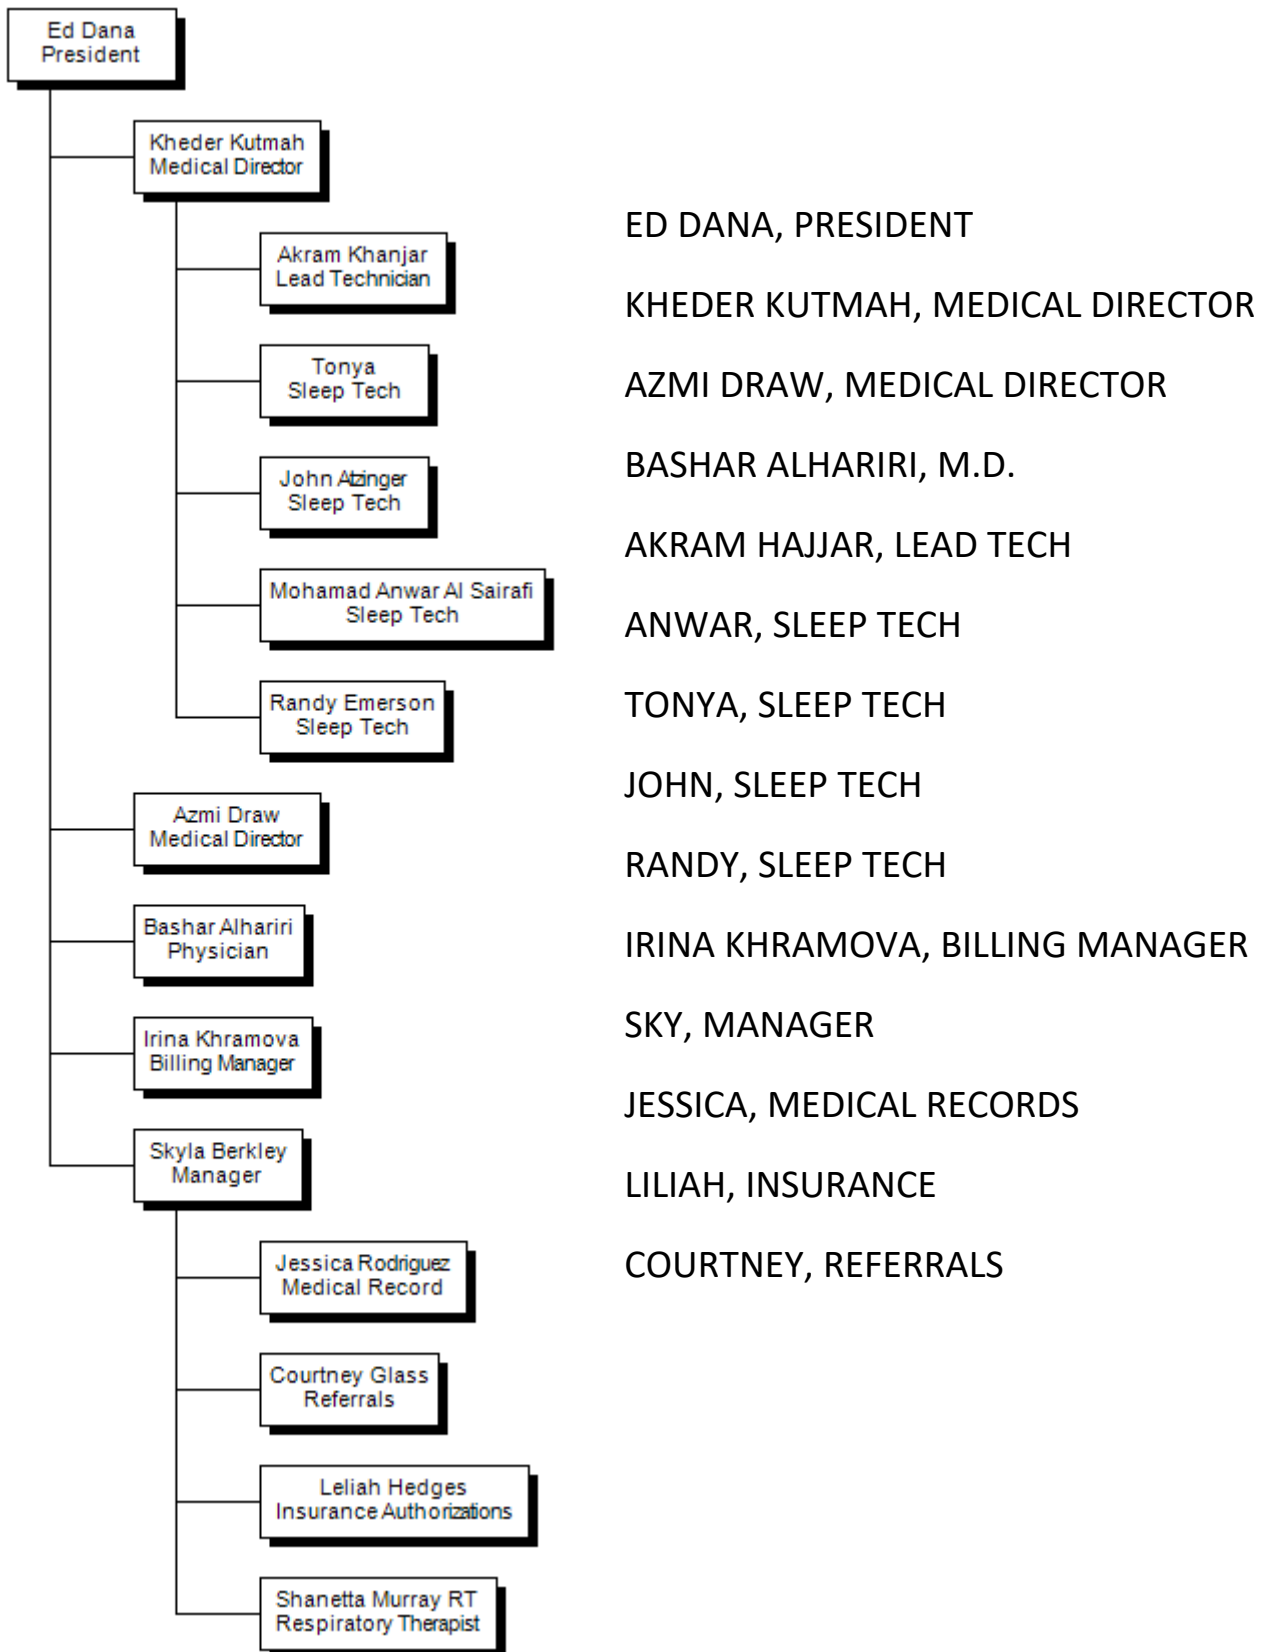 Ed Dana
President
Kheder Kutmah
Medical Director
Akram Khanjar
Lead Technician
Tonya
Sleep Tech
John Atzinger
Sleep Tech
Mohamad Anwar Al Sairafi
Sleep Tech
Randy Emerson
Sleep Tech
Azmi Draw
Medical Director
Bashar Alhariri
Physician
Irina Khramova
Billing Manager
Skyla Berkley
Manager
Jessica Rodriguez
Medical Record
Courtney Glass
Referrals
Leliah Hedges
Insurance Authorizations
Shanetta Murray RT
Respiratory Therapist
ED DANA, PRESIDENT
KHEDER KUTMAH, MEDICAL DIRECTOR
AZMI DRAW, MEDICAL DIRECTOR
BASHAR ALHARIRI, M.D.
AKRAM HAJJAR, LEAD TECH
ANWAR, SLEEP TECH
TONYA, SLEEP TECH
JOHN, SLEEP TECH
RANDY, SLEEP TECH
IRINA KHRAMOVA, BILLING MANAGER
SKY, MANAGER
JESSICA, MEDICAL RECORDS
LILIAH, INSURANCE
COURTNEY, REFERRALS